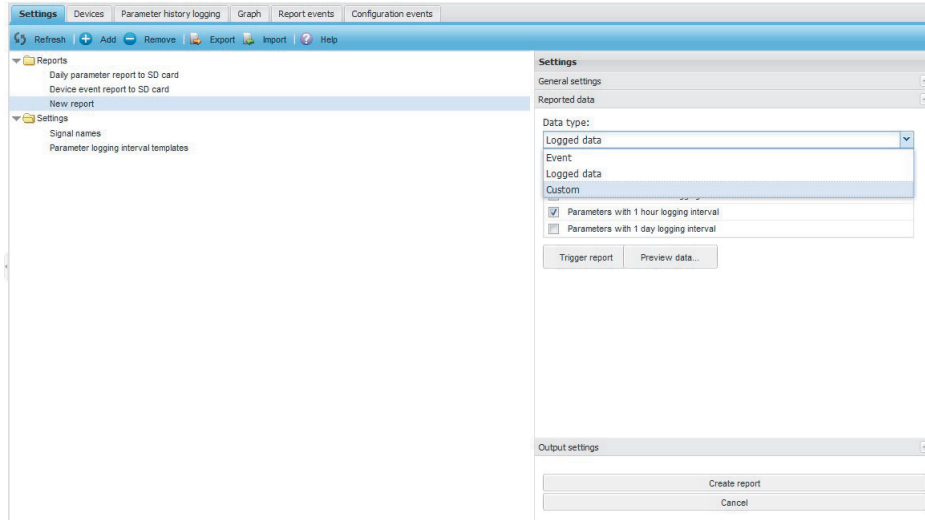 Settings Devices Parameter history logging Graph Report events Configuration events
Refresh Add Remove Export Import Help
Reports
Daily parameter report to SD card
Device event report to SD card
New report
Settings
Signal names
Parameter logging interval templates
Settings
General settings
Reported data
Data type:
Logged data
Event
Logged data
Custom
Parameters with 1 hour logging interval
Parameters with 1 day logging interval
Trigger report Preview data...
Output settings
Create report
Cancel